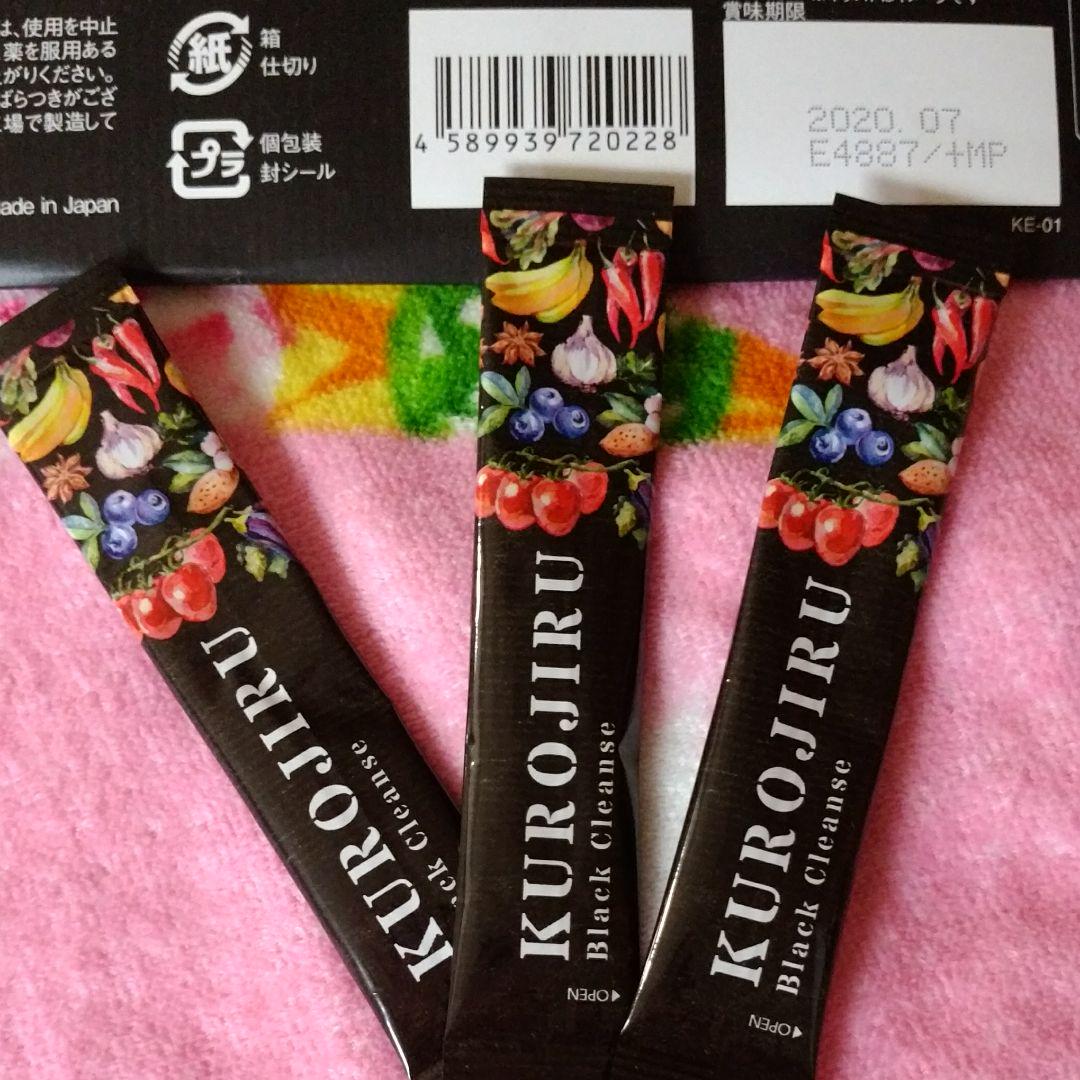 は、使用を中止
薬を服用ある
がりください。
ばらつきがござ
場で製造して
Made in Japan
紙
箱
仕切り
プラ
個包装
封シール
4 589939 720228
賞味期限
2020. 07
E4887/+MP
KE-01
KUROJIRU
Black Cleanse
KUROJIRU
Black Cleanse
OPEN
KUROJIRU
Black Cleanse
OPEN